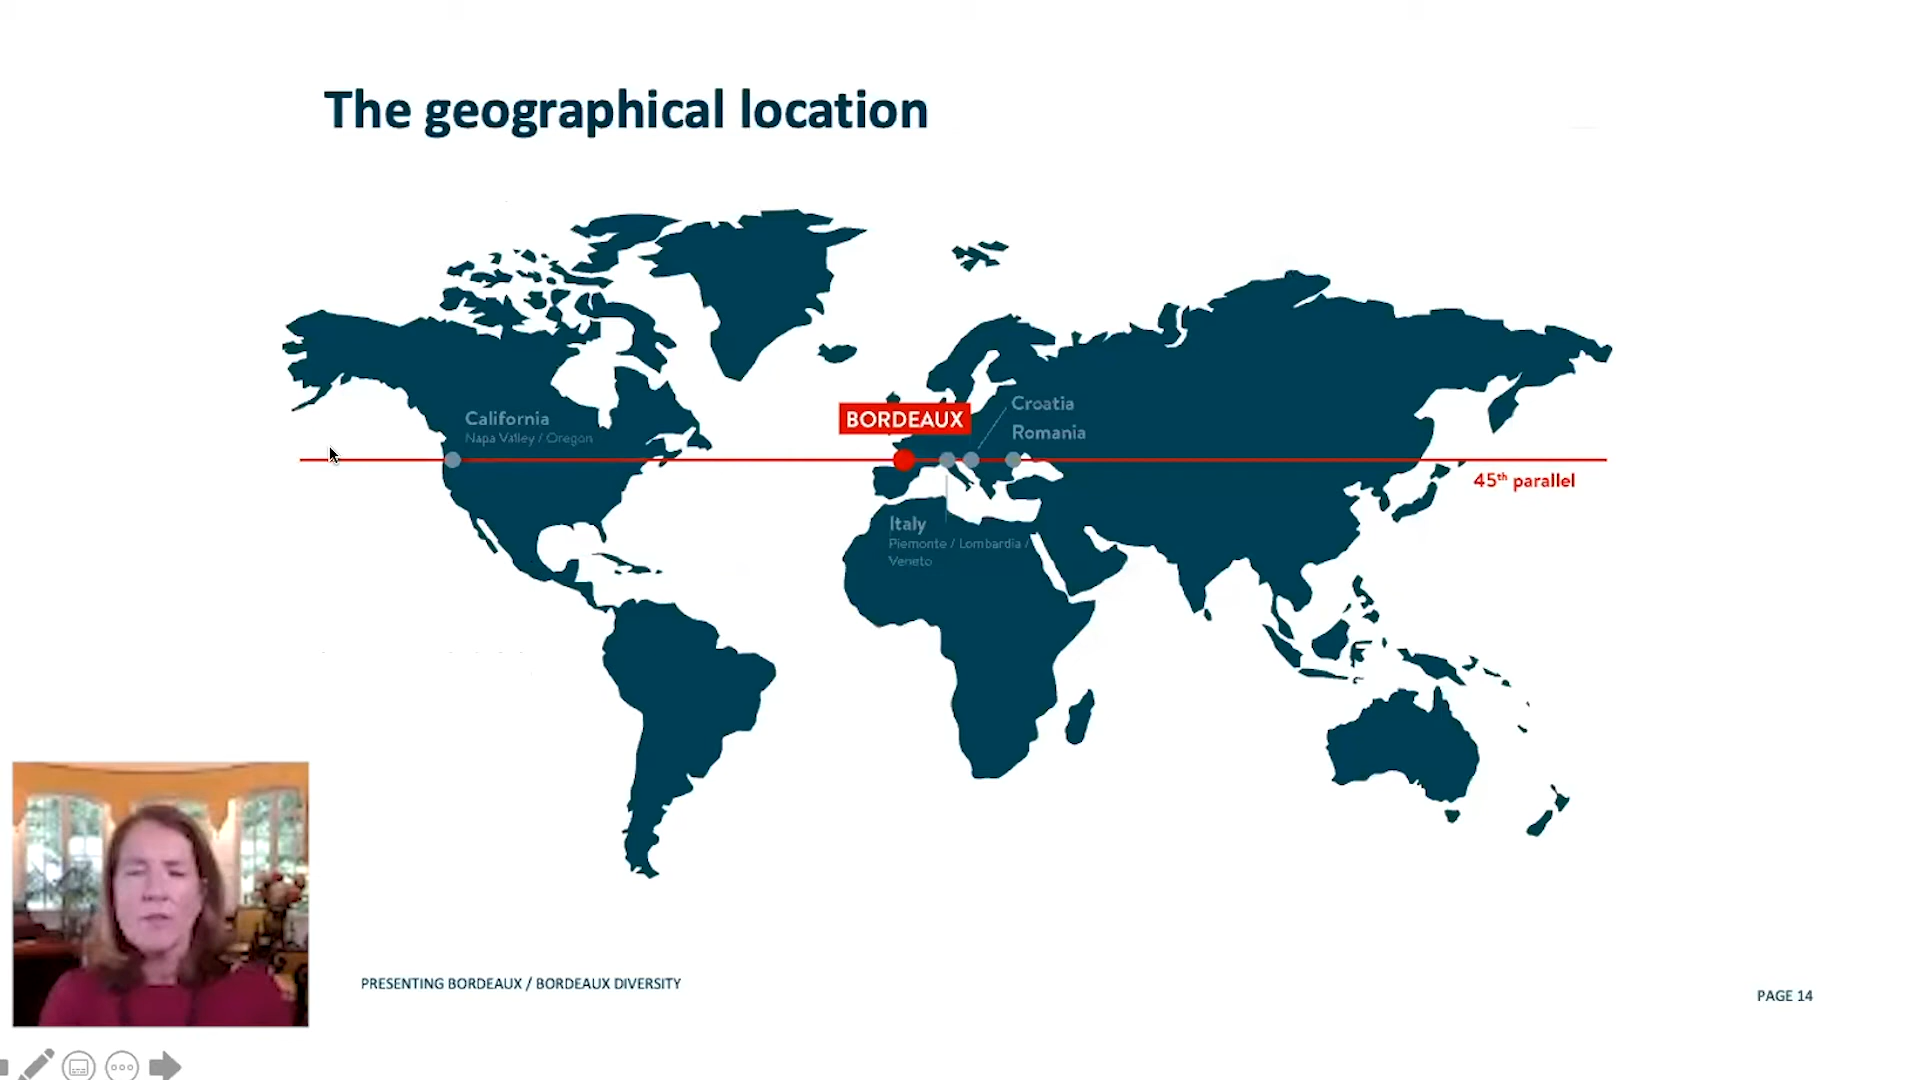 The geographical location
California
Napa Valley / Oregon
BORDEAUX
Croatia
Romania
45th parallel
Italy
Piemonte / Lombardia /
Veneto
PRESENTING BORDEAUX / BORDEAUX DIVERSITY
PAGE 14